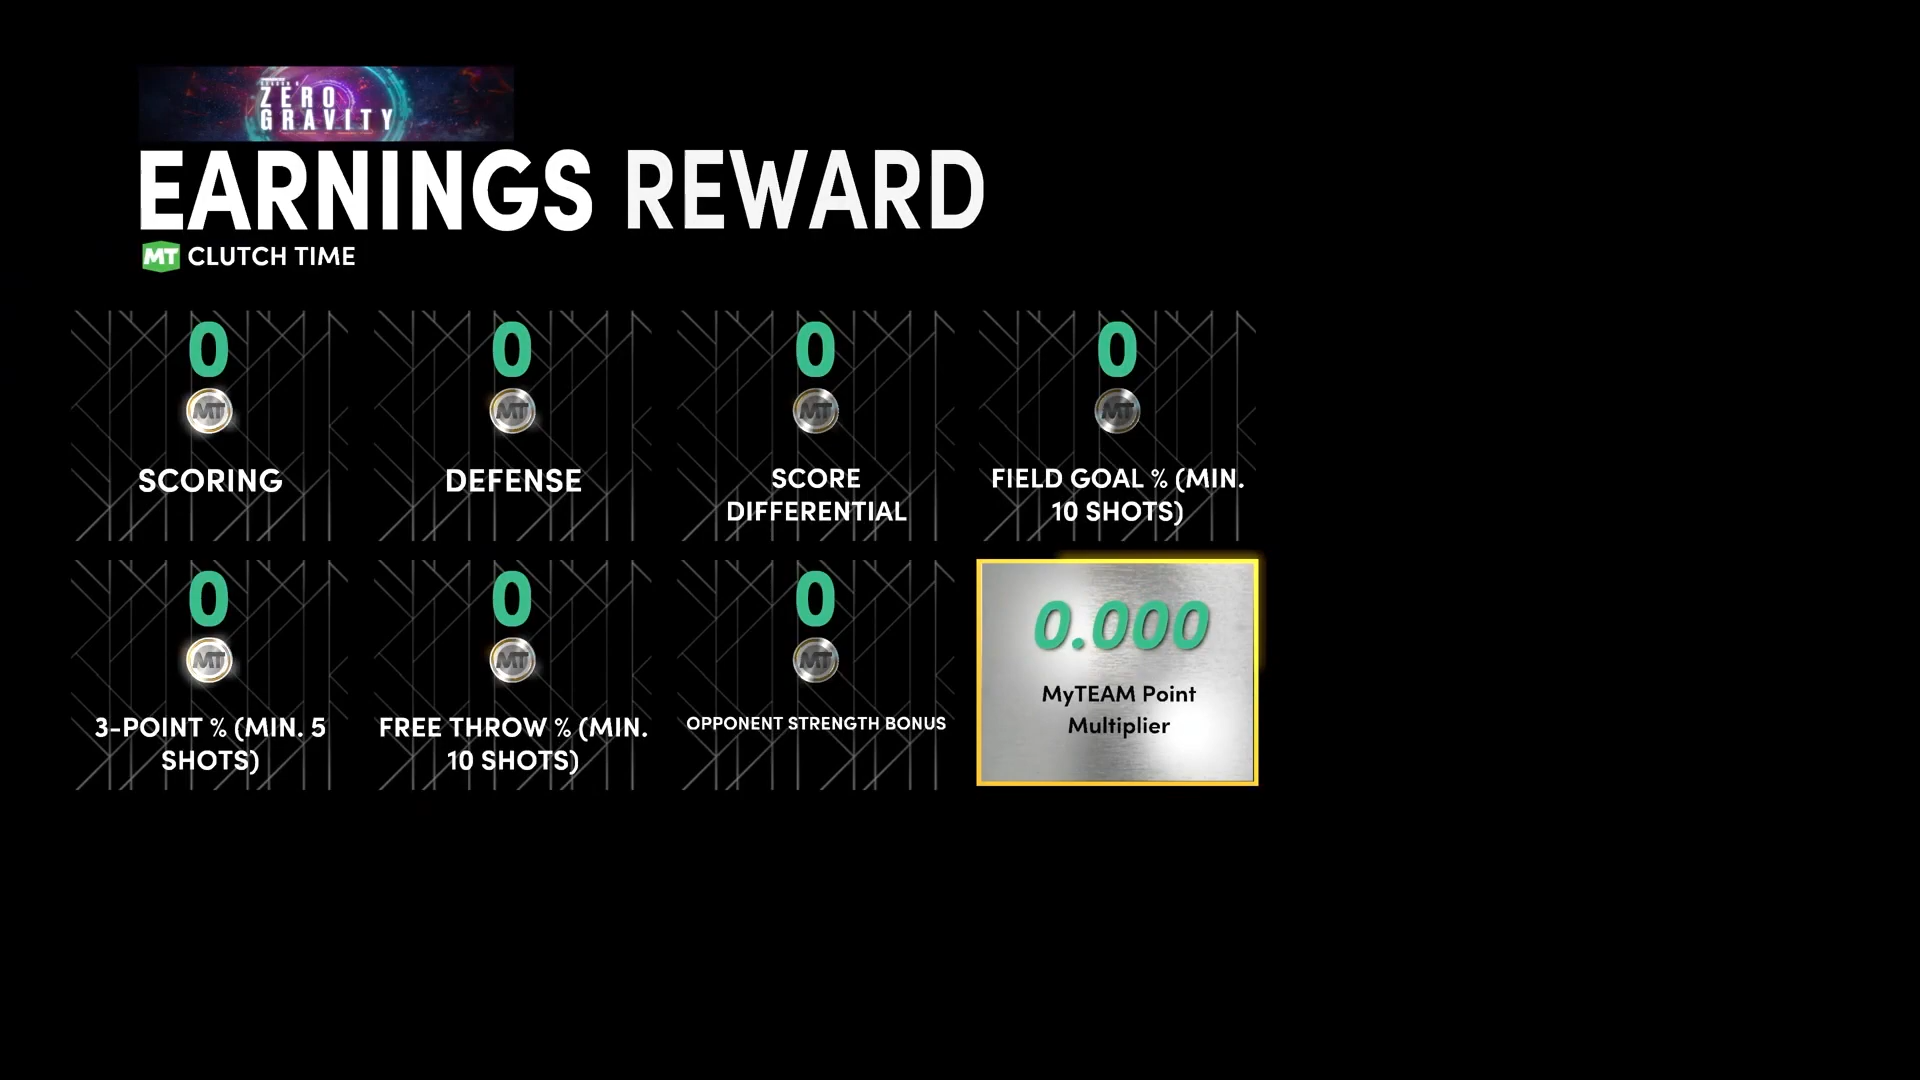 ZERO
GRAVITY
EARNINGS REWARD
MT CLUTCH TIME
0
MT
SCORING
0
MT
DEFENSE
0
MT
SCORE
DIFFERENTIAL
0
MT
FIELD GOAL % (MIN.
10 SHOTS)
0
MT
3-POINT % (MIN. 5
SHOTS)
0
MT
FREE THROW % (MIN.
10 SHOTS)
0
MT
OPPONENT STRENGTH BONUS
0.000
MyTEAM Point
Multiplier